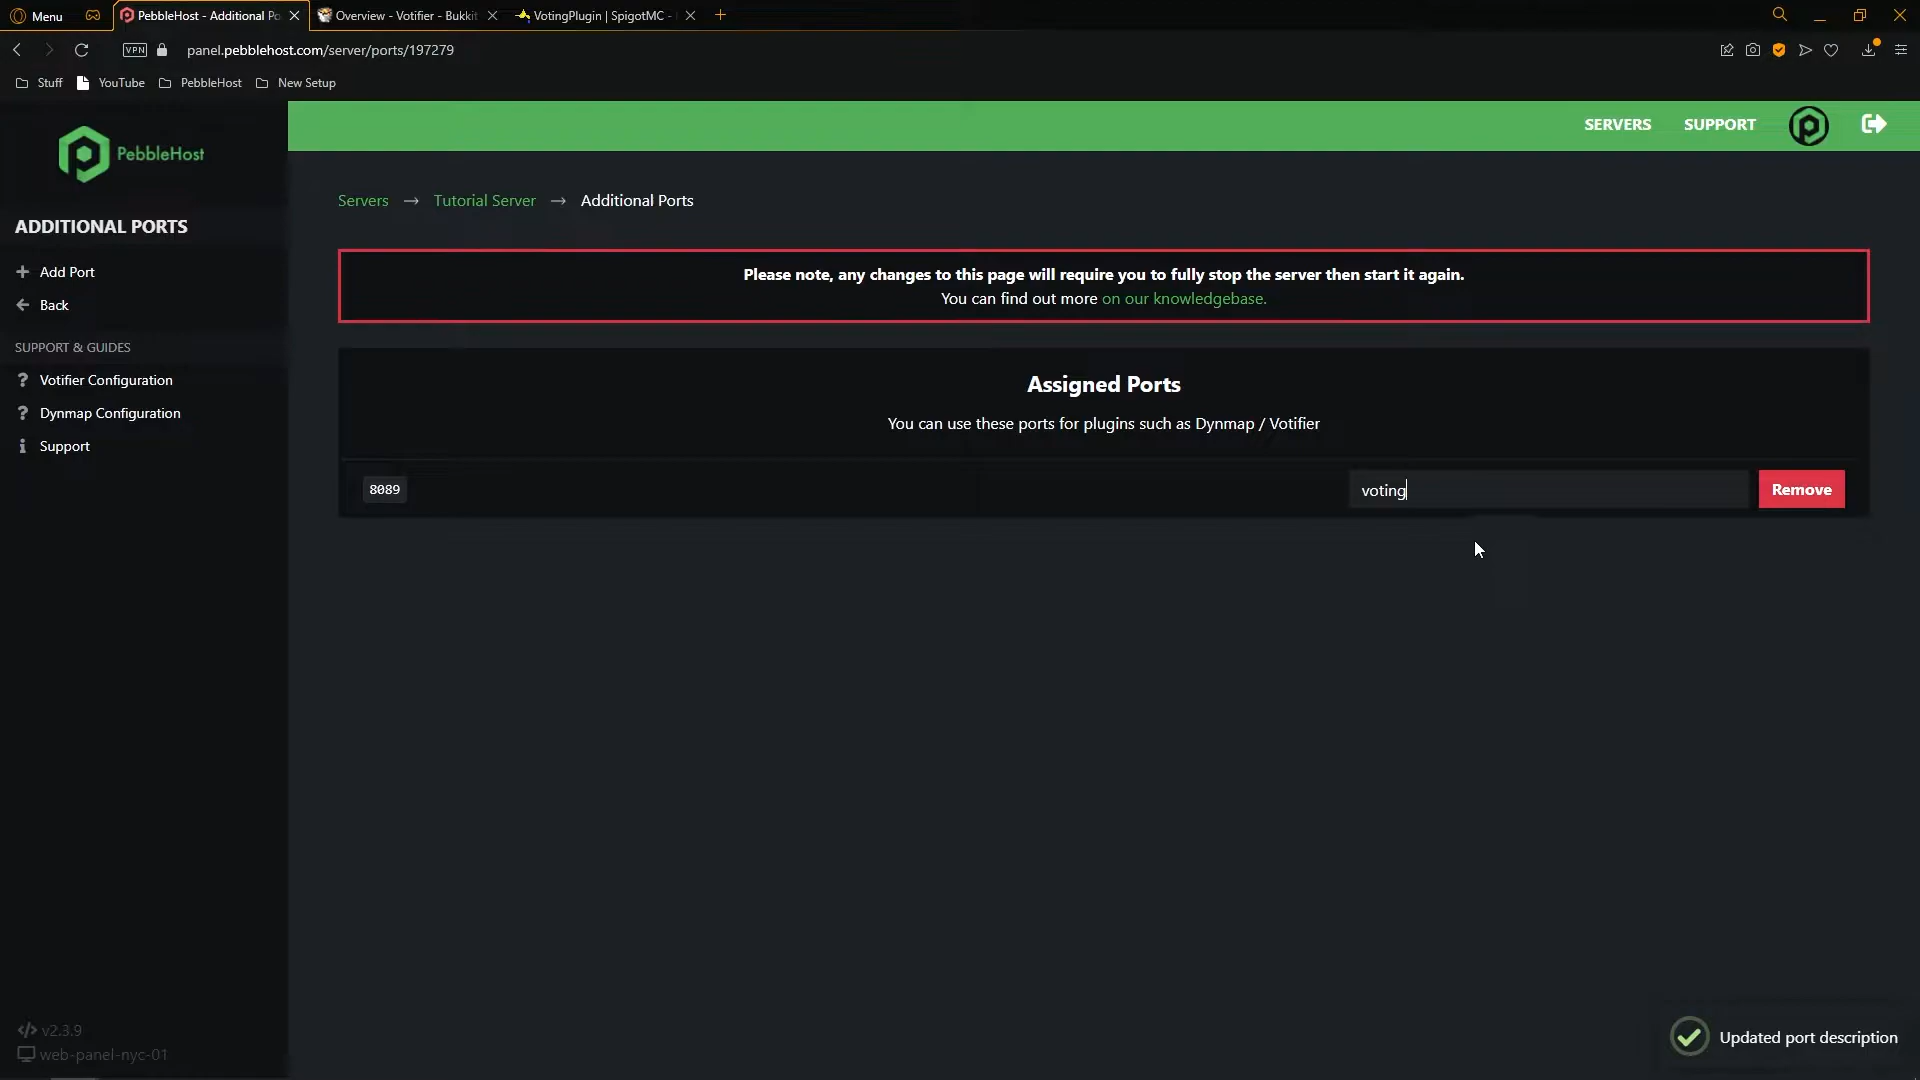 Menu
PebbleHost - Additional Po
Overview - Votifier - Bukkit
VotingPlugin | SpigotMC -
VPN
panel.pebblehost.com/server/ports/197279
Stuff
YouTube
PebbleHost
New Setup
PebbleHost
SERVERS
SUPPORT
ADDITIONAL PORTS
Add Port
Back
SUPPORT & GUIDES
Votifier Configuration
Dynmap Configuration
Support
Servers → Tutorial Server → Additional Ports
Please note, any changes to this page will require you to fully stop the server then start it again.
You can find out more on our knowledgebase.
Assigned Ports
You can use these ports for plugins such as Dynmap / Votifier
8089
voting
Remove
v2.3.9
web-panel-nyc-01
Updated port description